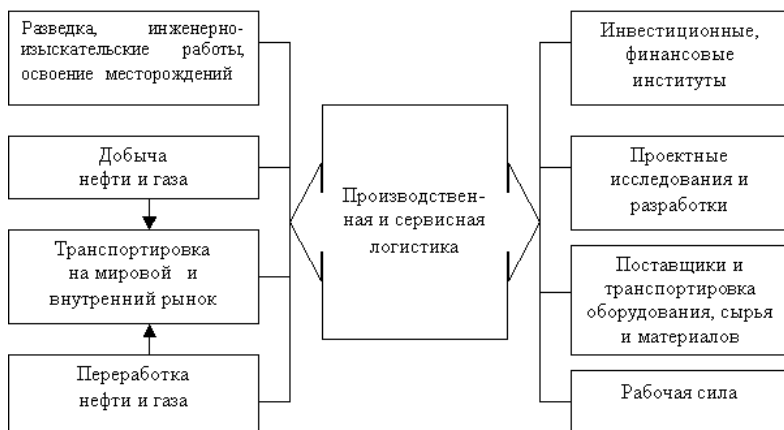 Разведка, инженерно-
изыскательские работы,
освоение месторождений
Добыча
нефти и газа
Транспортировка
на мировой и
внутренний рынок
Переработка
нефти и газа
Производствен-
ная и сервисная
логистика
Инвестиционные,
финансовые
институты
Проектные
исследования и
разработки
Поставщики и
транспортировка
оборудования, сырья
и материалов
Рабочая сила